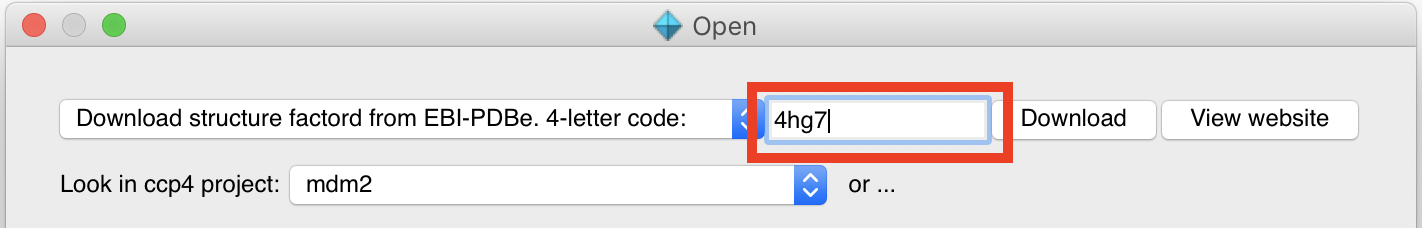 Open
Download structure factord from EBI-PDBe. 4-letter code: 4hg7 Download View website
Look in ccp4 project: mdm2 or ...